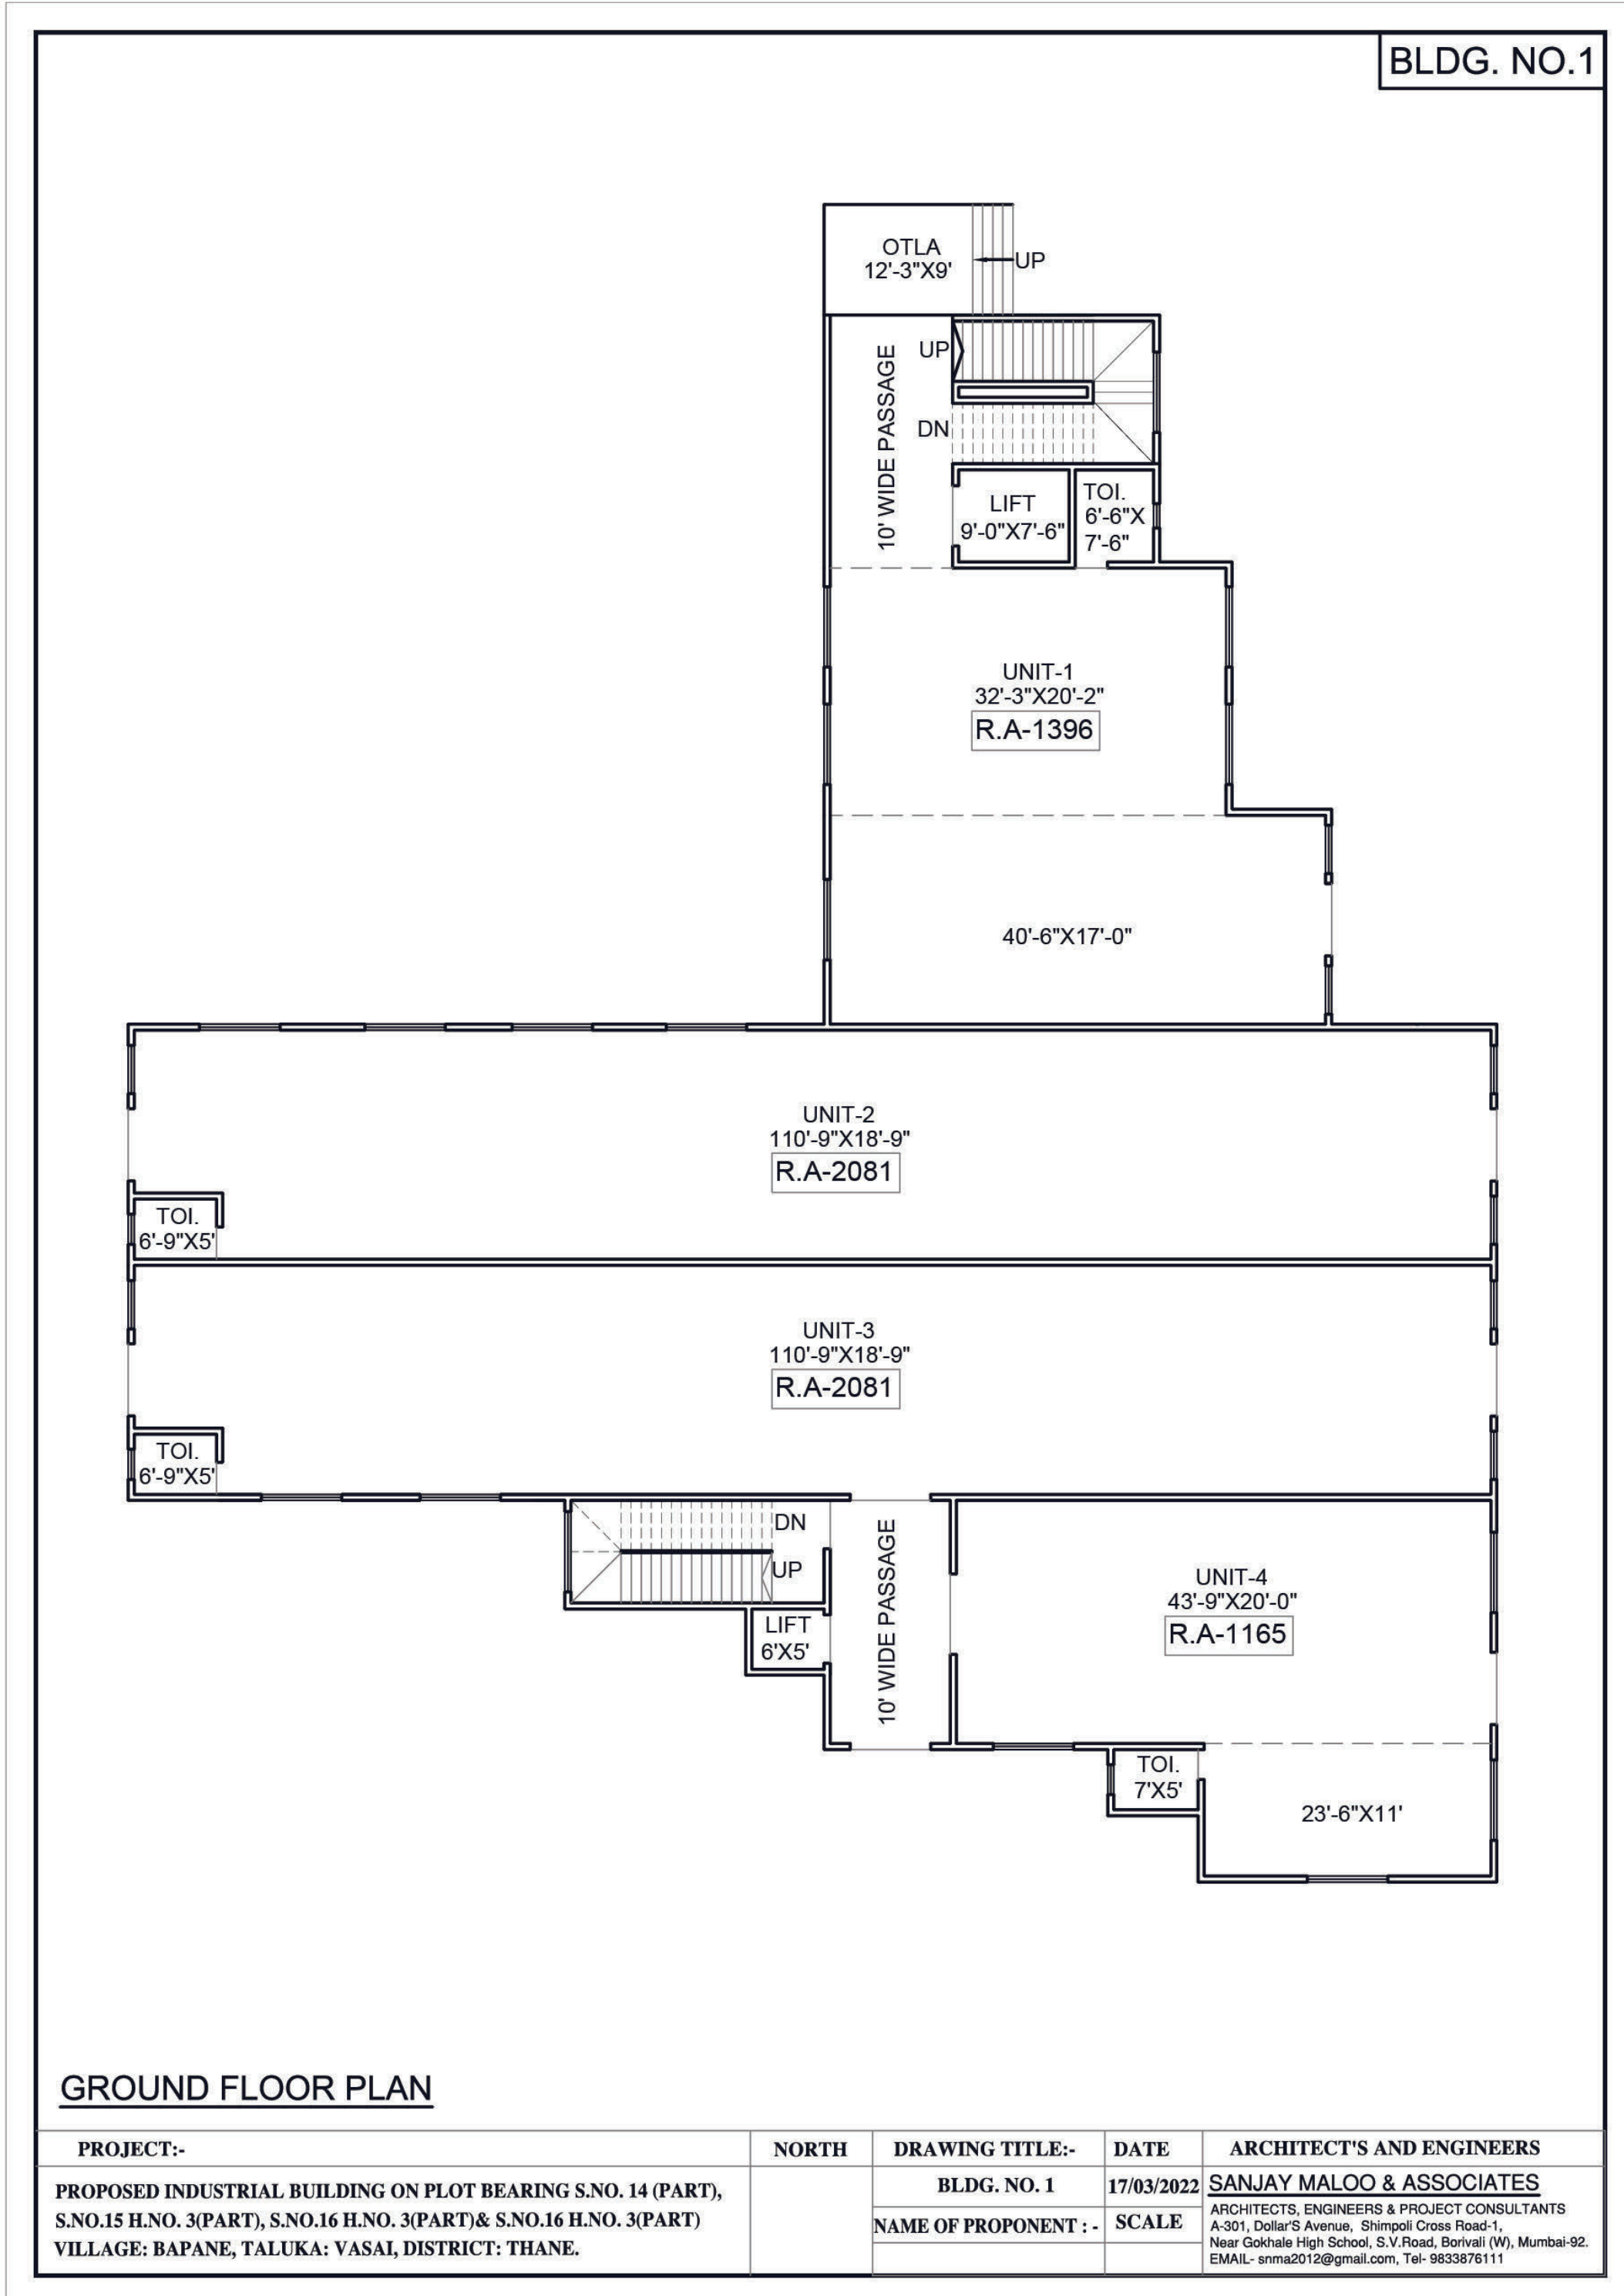 BLDG. NO.1
OTLA
12'-3"X9'
UP
UP
10' WIDE PASSAGE
DN
LIFT
9'-0"X7'-6"
TOI.
6'-6"X
7'-6"
UNIT-1
32'-3"X20'-2"
R.A-1396
40'-6"X17'-0"
UNIT-2
110'-9"X18'-9"
R.A-2081
TOI.
6'-9"X5'
UNIT-3
110'-9"X18'-9"
R.A-2081
TOI.
6'-9"X5'
DN
UP
10' WIDE PASSAGE
LIFT
6'X5'
UNIT-4
43'-9"X20'-0"
R.A-1165
TOI.
7'X5'
23'-6"X11'
GROUND FLOOR PLAN
PROJECT:-
PROPOSED INDUSTRIAL BUILDING ON PLOT BEARING S.NO. 14 (PART),
S.NO.15 H.NO. 3(PART), S.NO.16 H.NO. 3(PART)& S.NO.16 H.NO. 3(PART)
VILLAGE: BAPANE, TALUKA: VASAI, DISTRICT: THANE.
NORTH
DRAWING TITLE:-
BLDG. NO. 1
NAME OF PROPONENT : -
DATE
17/03/2022
SCALE
ARCHITECT'S AND ENGINEERS
SANJAY MALOO & ASSOCIATES
ARCHITECTS, ENGINEERS & PROJECT CONSULTANTS
A-301, Dollar'S Avenue, Shimpoli Cross Road-1,
Near Gokhale High School, S.V.Road, Borivali (W), Mumbai-92.
EMAIL- snma2012@gmail.com, Tel- 9833876111